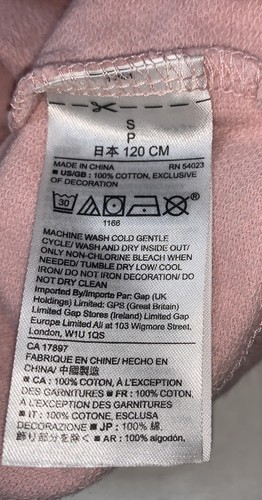 S
P
日本 120 CM
MADE IN CHINA RN 54023
■ US/GB : 100% COTTON, EXCLUSIVE
OF DECORATION
30
1166
MACHINE WASH COLD GENTLE
CYCLE/ WASH AND DRY INSIDE OUT/
ONLY NON-CHLORINE BLEACH WHEN
NEEDED/ TUMBLE DRY LOW/ COOL
IRON/ DO NOT IRON DECORATION/ DO
NOT DRY CLEAN
Imported By/Importe Par: Gap (UK
Holdings) Limited: GPS (Great Britain)
Limited Gap Stores (Ireland) Limited Gap
Europe Limited All at 103 Wigmore Street,
London, W1U 1QS
CA 17897
FABRIQUE EN CHINE/ HECHO EN
CHINA/ 中國製造
■ CA : 100% COTON, À L'EXCEPTION
DES GARNITURES ■ FR : 100% COTON,
À L'EXCEPTION DES GARNITURES
■ IT : 100% COTONE, ESCLUSA
DECORAZIONE ■ JP : 100% 綿,
飾り部分を除く ■ AR : 100% algodón,